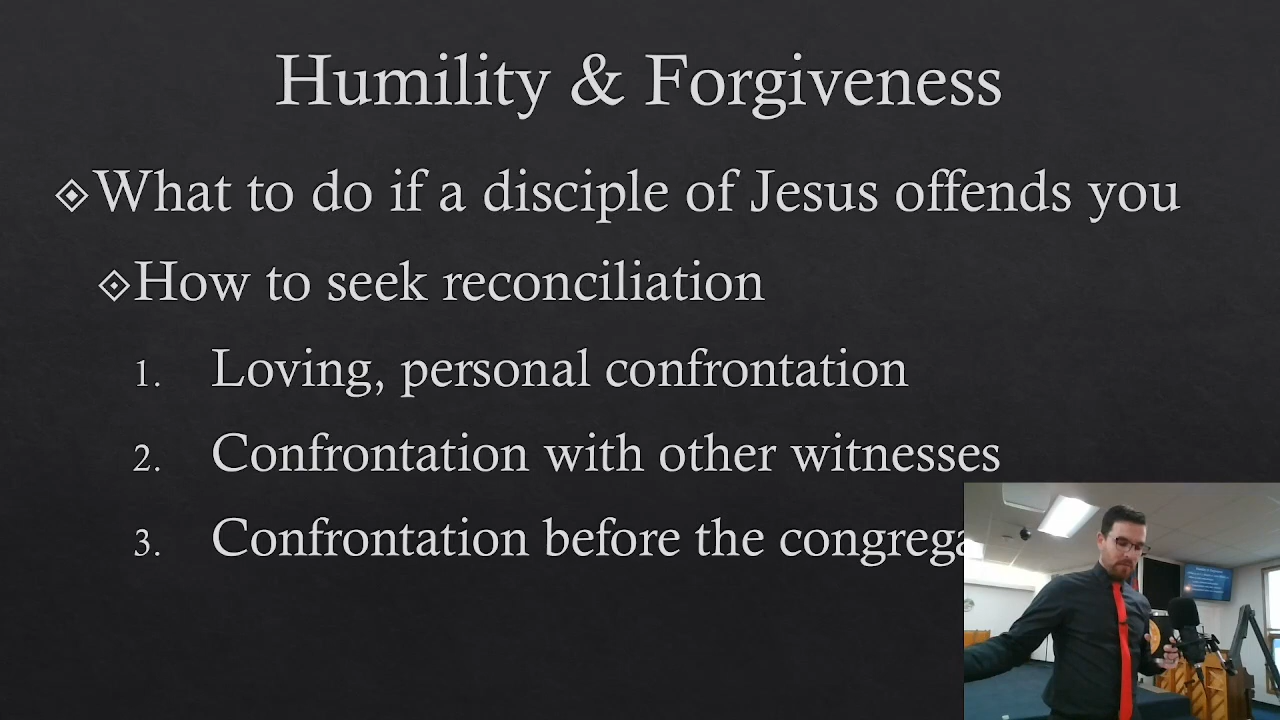 Humility & Forgiveness
What to do if a disciple of Jesus offends you
How to seek reconciliation
1. Loving, personal confrontation
2. Confrontation with other witnesses
3. Confrontation before the congrega